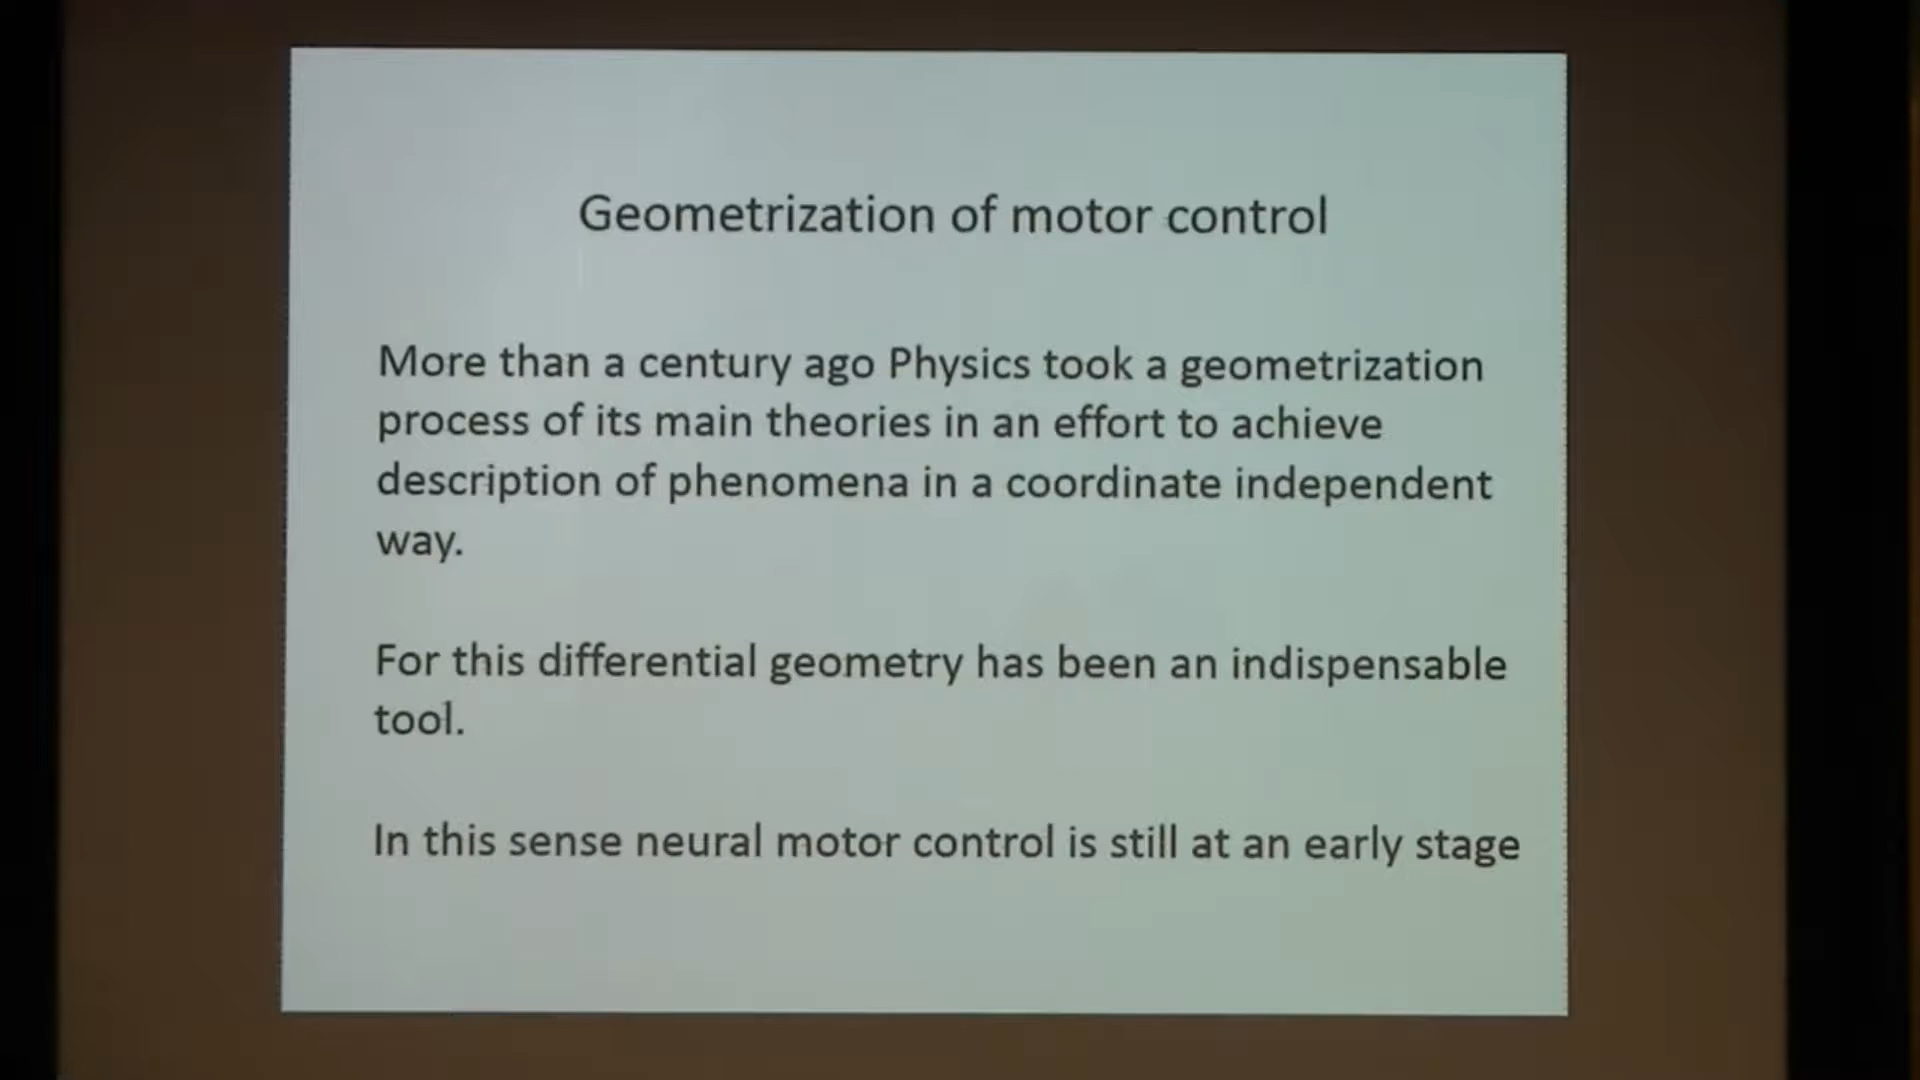 Geometrization of motor control
More than a century ago Physics took a geometrization
process of its main theories in an effort to achieve
description of phenomena in a coordinate independent
way.
For this differential geometry has been an indispensable
tool.
In this sense neural motor control is still at an early stage